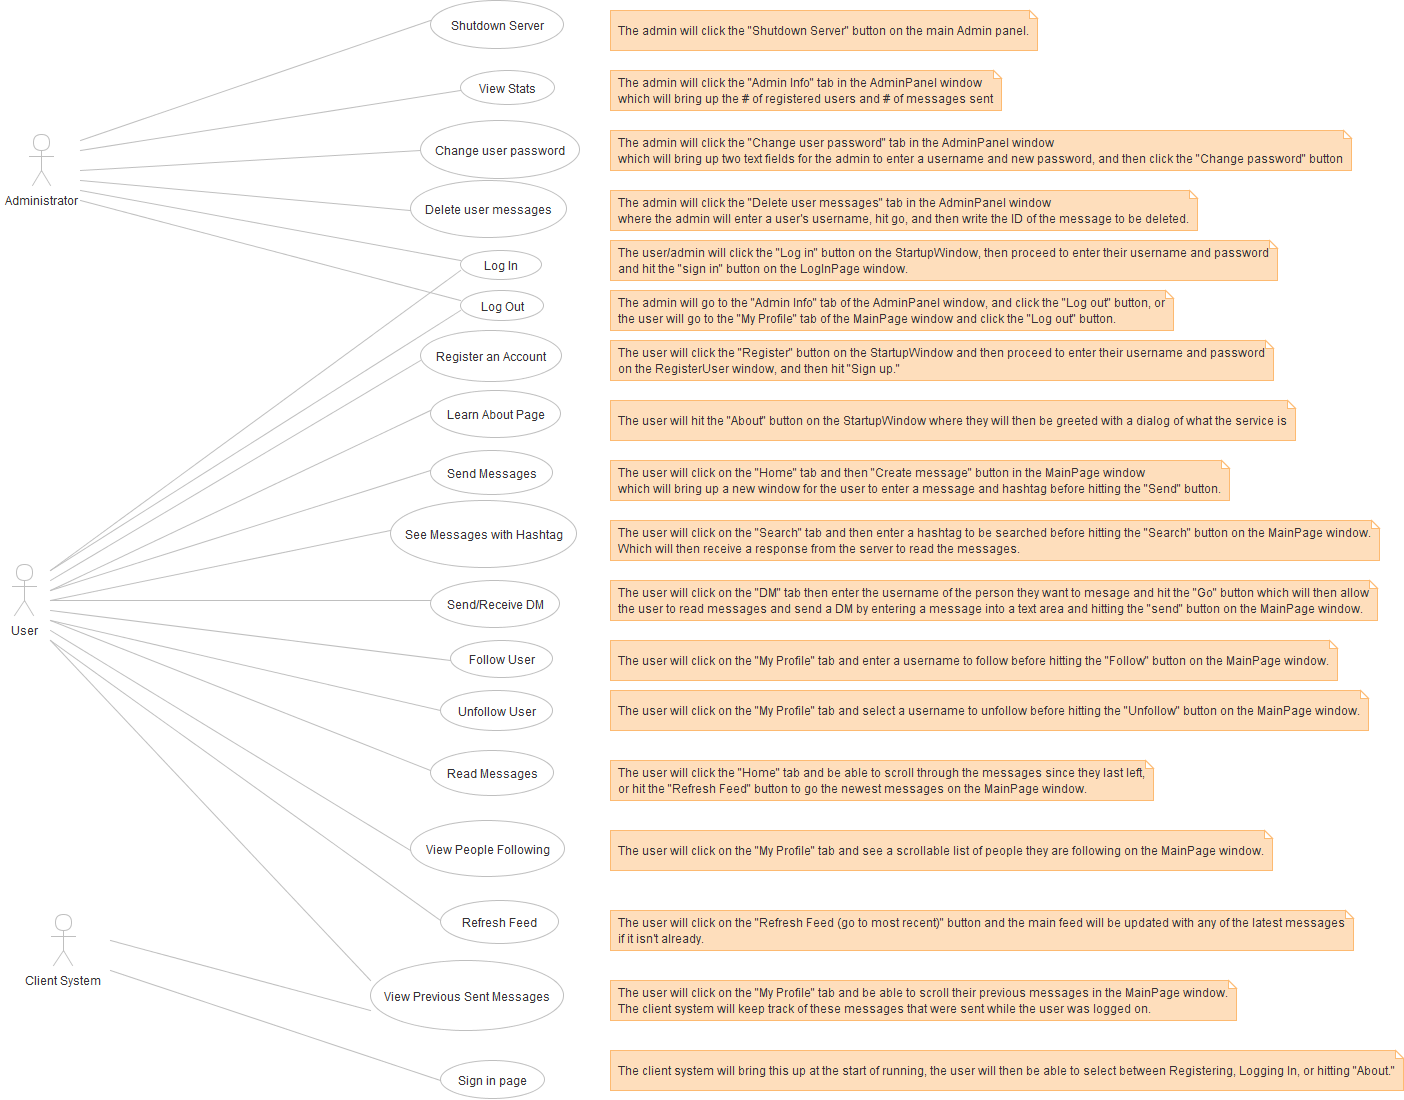 Shutdown Server
The admin will click the "Shutdown Server" button on the main Admin panel.
View Stats
The admin will click the "Admin Info" tab in the AdminPanel window
which will bring up the # of registered users and # of messages sent
Administrator
Change user password
The admin will click the "Change user password" tab in the AdminPanel window
which will bring up two text fields for the admin to enter a username and new password, and then click the "Change password" button
Delete user messages
The admin will click the "Delete user messages" tab in the AdminPanel window
where the admin will enter a user's username, hit go, and then write the ID of the message to be deleted.
Log In
The user/admin will click the "Log in" button on the StartupWindow, then proceed to enter their username and password
and hit the "sign in" button on the LogInPage window.
Log Out
The admin will go to the "Admin Info" tab of the AdminPanel window, and click the "Log out" button, or
the user will go to the "My Profile" tab of the MainPage window and click the "Log out" button.
Register an Account
The user will click the "Register" button on the StartupWindow and then proceed to enter their username and password
on the RegisterUser window, and then hit "Sign up."
Learn About Page
The user will hit the "About" button on the StartupWindow where they will then be greeted with a dialog of what the service is
Send Messages
The user will click on the "Home" tab and then "Create message" button in the MainPage window
which will bring up a new window for the user to enter a message and hashtag before hitting the "Send" button.
See Messages with Hashtag
The user will click on the "Search" tab and then enter a hashtag to be searched before hitting the "Search" button on the MainPage window.
Which will then receive a response from the server to read the messages.
User
Send/Receive DM
The user will click on the "DM" tab then enter the username of the person they want to mesage and hit the "Go" button which will then allow
the user to read messages and send a DM by entering a message into a text area and hitting the "send" button on the MainPage window.
Follow User
The user will click on the "My Profile" tab and enter a username to follow before hitting the "Follow" button on the MainPage window.
Unfollow User
The user will click on the "My Profile" tab and select a username to unfollow before hitting the "Unfollow" button on the MainPage window.
Read Messages
The user will click the "Home" tab and be able to scroll through the messages since they last left,
or hit the "Refresh Feed" button to go the newest messages on the MainPage window.
View People Following
The user will click on the "My Profile" tab and see a scrollable list of people they are following on the MainPage window.
Refresh Feed
The user will click on the "Refresh Feed (go to most recent)" button and the main feed will be updated with any of the latest messages
if it isn't already.
Client System
View Previous Sent Messages
The user will click on the "My Profile" tab and be able to scroll their previous messages in the MainPage window.
The client system will keep track of these messages that were sent while the user was logged on.
Sign in page
The client system will bring this up at the start of running, the user will then be able to select between Registering, Logging In, or hitting "About."